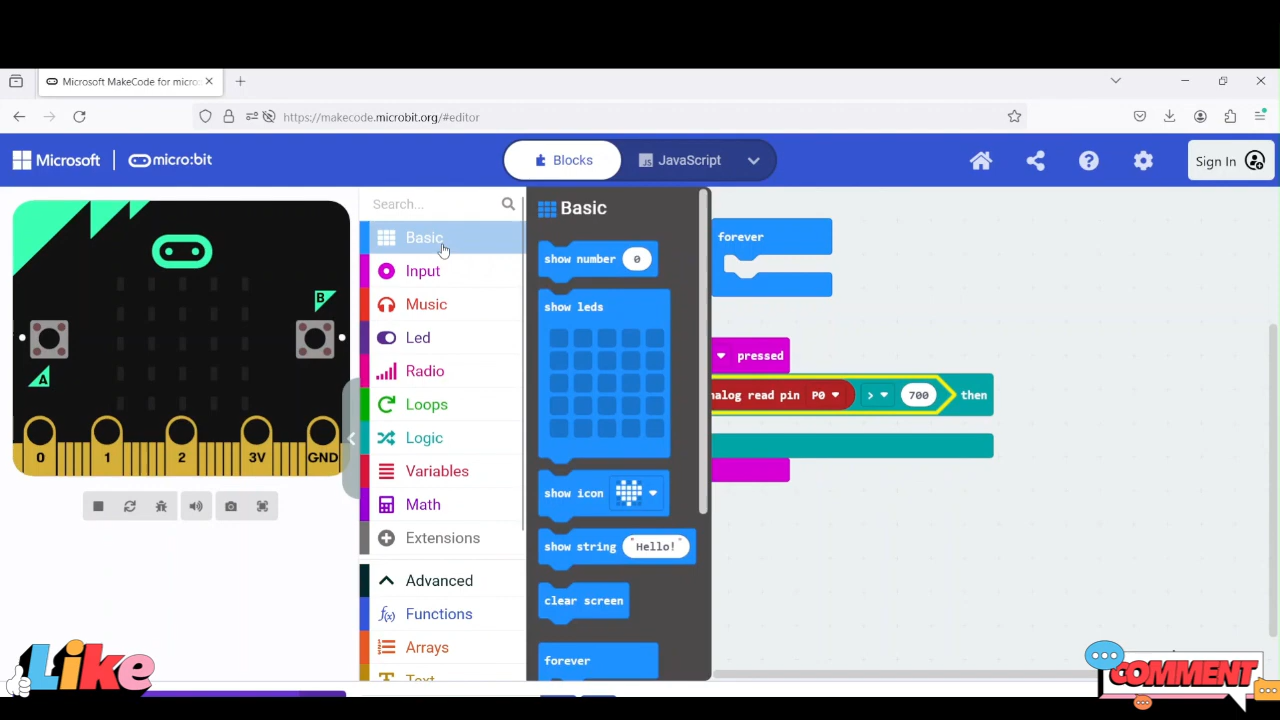 Microsoft MakeCode for micro:
https://makecode.microbit.org/#editor
Microsoft
micro:bit
Blocks
JavaScript
Sign In
B
A
0 1 2 3V GND
Search...
Basic
Input
Music
Led
Radio
Loops
Logic
Variables
Math
Extensions
Advanced
Functions
Arrays
Text
Basic
show number 0
show leds
show icon
show string "Hello!"
clear screen
forever
forever
pressed
nalog read pin P0 > 700 then
Like
COMMENT